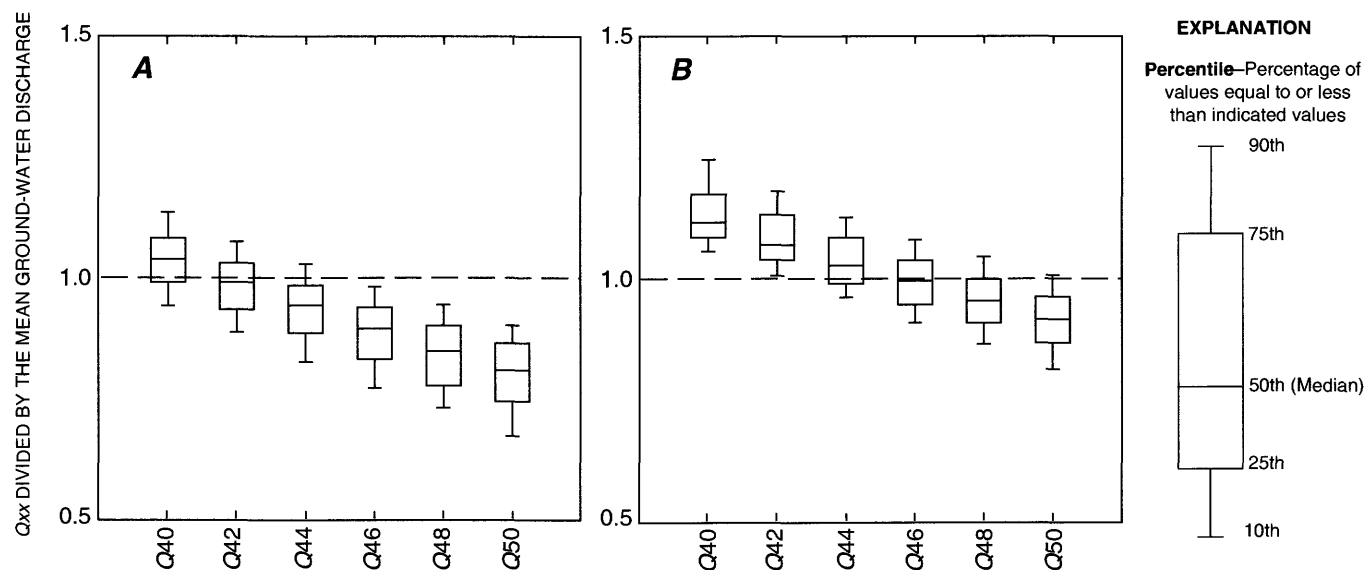 Qxx DIVIDED BY THE MEAN GROUND-WATER DISCHARGE
1.5
1.0
0.5
A
Q40
Q42
Q44
Q46
Q48
Q50
1.5
1.0
0.5
B
Q40
Q42
Q44
Q46
Q48
Q50
EXPLANATION
Percentile–Percentage of
values equal to or less
than indicated values
90th
75th
50th (Median)
25th
10th